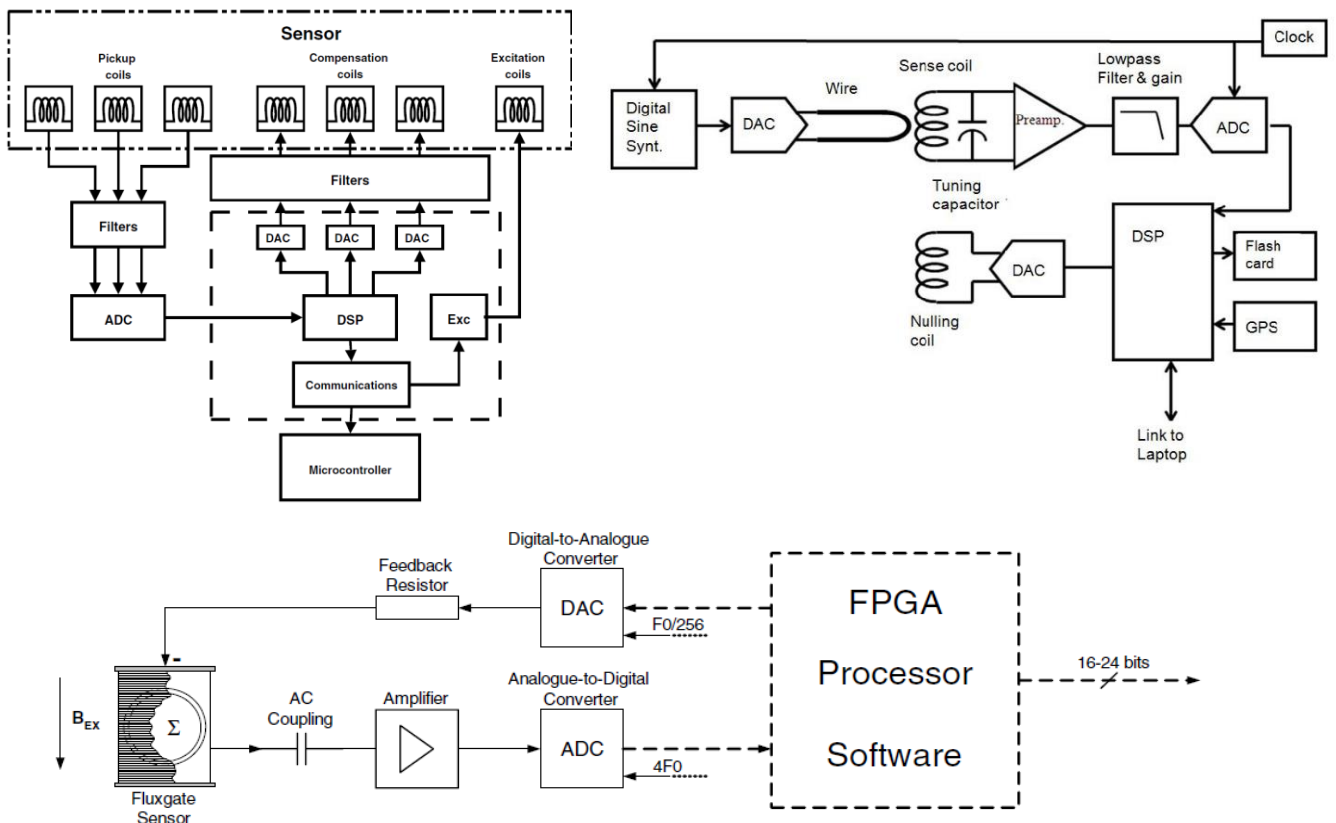 Sensor
Pickup
coils
Compensation
coils
Excitation
coils
Filters
Filters
DAC
DAC
DAC
ADC
DSP
Exc
Communications
Microcontroller
Clock
Sense coil
Lowpass
Filter & gain
Wire
Digital
Sine
Synt.
DAC
Preamp.
ADC
Tuning
capacitor
DSP
Flash
card
DAC
GPS
Nulling
coil
Link to
Laptop
Digital-to-Analogue
Converter
Feedback
Resistor
DAC
F0/256
FPGA
Processor
Software
16-24 bits
-
BEX
Σ
AC
Coupling
Amplifier
Analogue-to-Digital
Converter
ADC
4F0
Fluxgate
Sensor